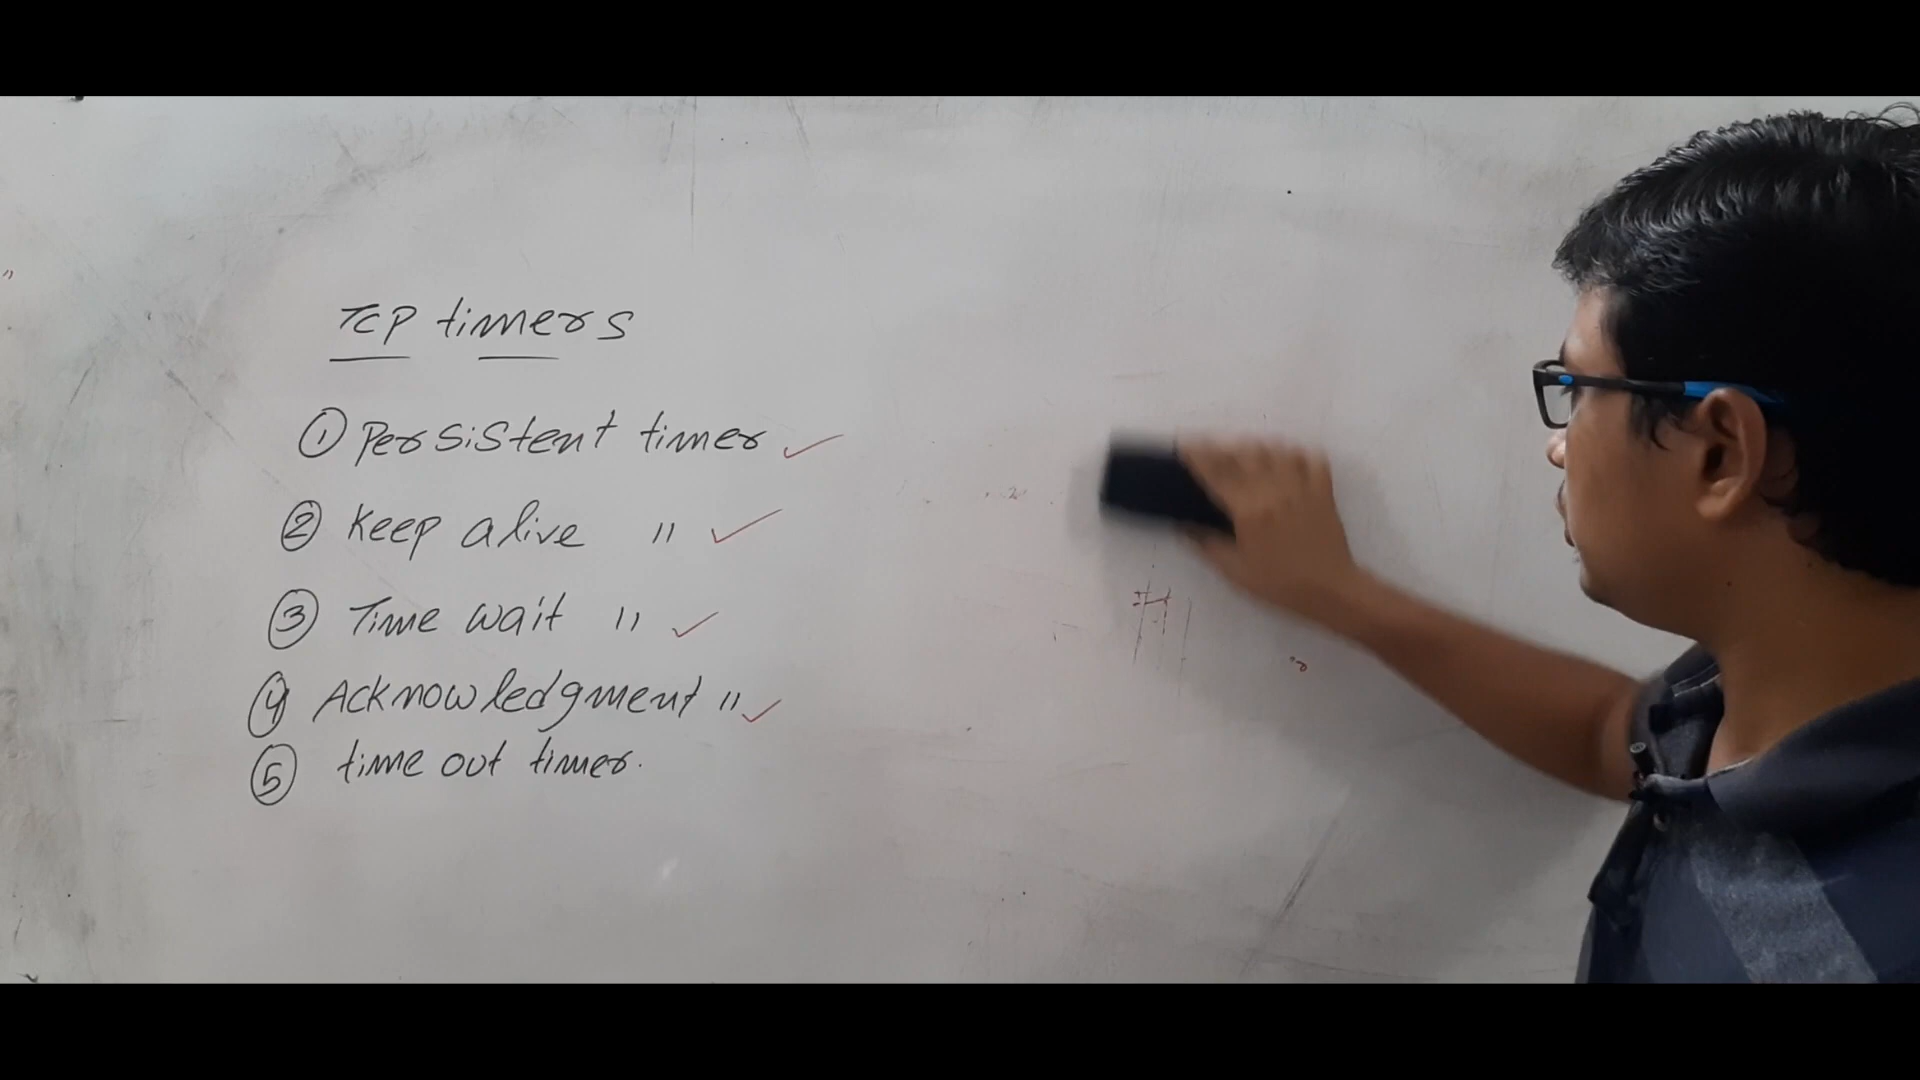 TCP timers
① Persistent timer ✓
② Keep alive " ✓
③ Time wait " ✓
④ Acknowledgment " ✓
⑤ time out timer.